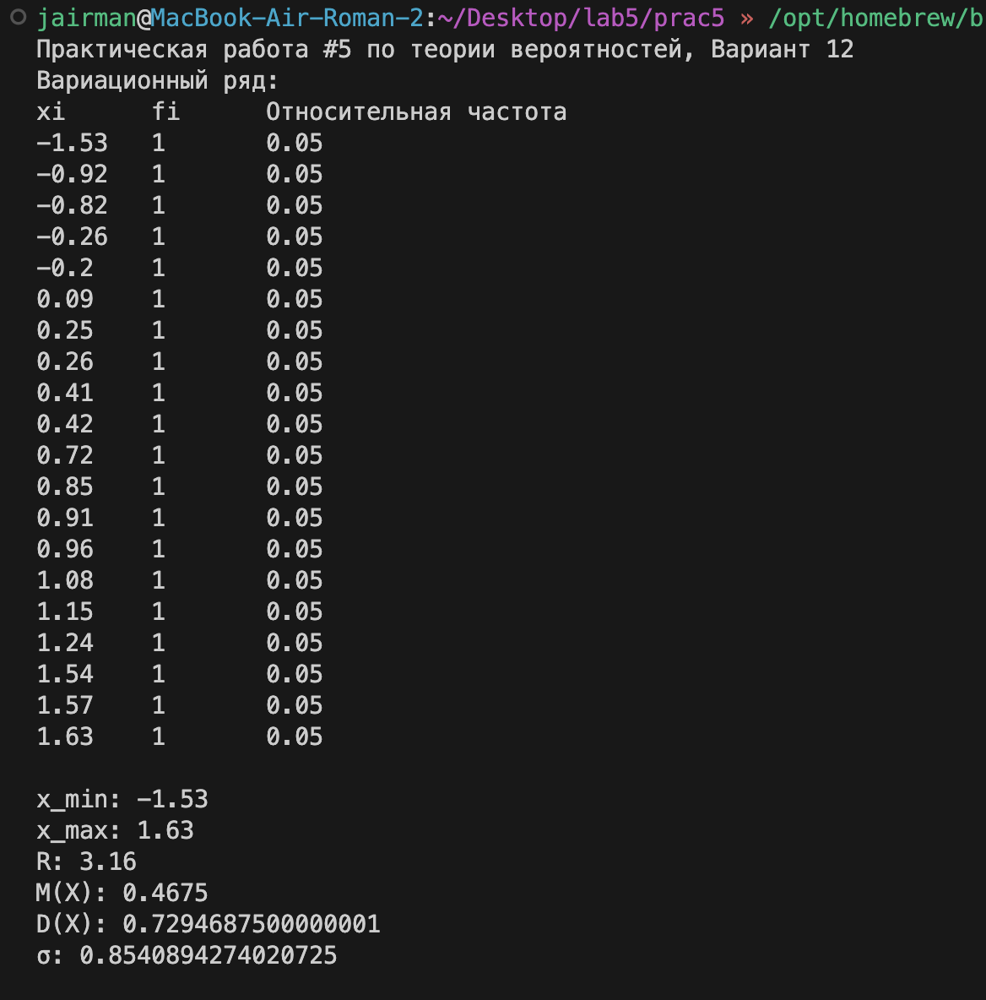 jairman@MacBook-Air-Roman-2:~/Desktop/lab5/prac5 » /opt/homebrew/b
Практическая работа #5 по теории вероятностей, Вариант 12
Вариационный ряд:
xi fi Относительная частота
-1.53 1 0.05
-0.92 1 0.05
-0.82 1 0.05
-0.26 1 0.05
-0.2 1 0.05
0.09 1 0.05
0.25 1 0.05
0.26 1 0.05
0.41 1 0.05
0.42 1 0.05
0.72 1 0.05
0.85 1 0.05
0.91 1 0.05
0.96 1 0.05
1.08 1 0.05
1.15 1 0.05
1.24 1 0.05
1.54 1 0.05
1.57 1 0.05
1.63 1 0.05
x_min: -1.53
x_max: 1.63
R: 3.16
M(X): 0.4675
D(X): 0.7294687500000001
σ: 0.8540894274020725